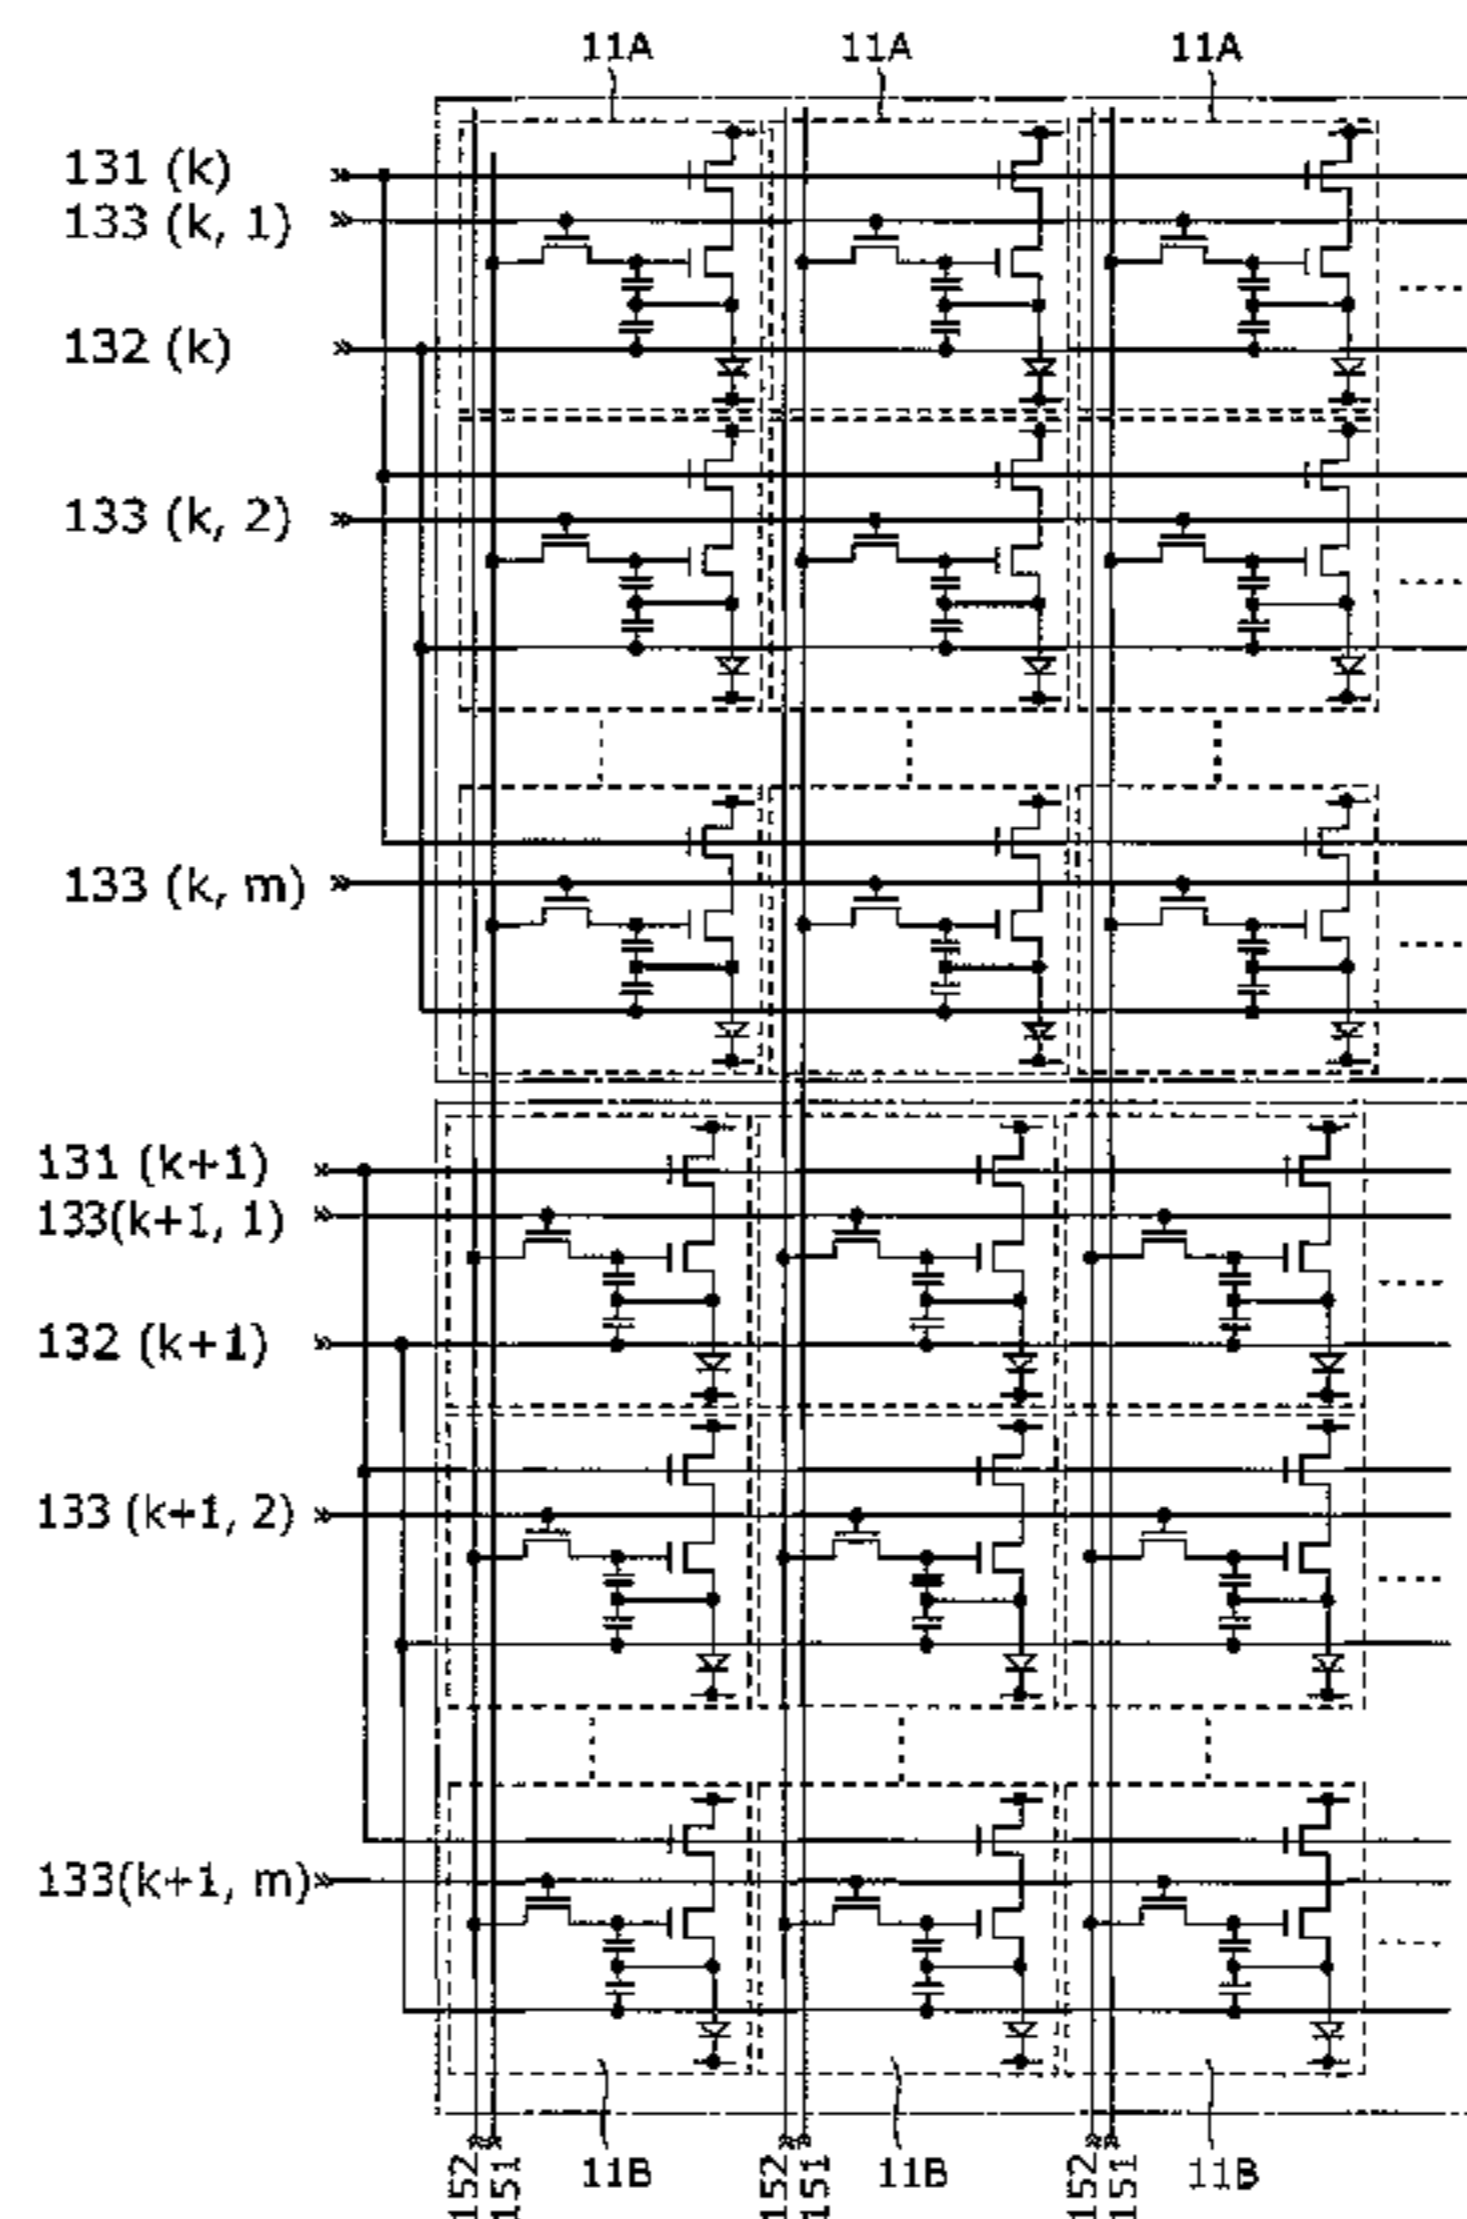 11A 11A 11A
131 (k)
133 (k, 1)
132 (k)
133 (k, 2)
133 (k, m)
131 (k+1)
133(k+1, 1)
132 (k+1)
133 (k+1, 2)
133(k+1, m)
152 151 11B 152 151 11B 152 151 11B